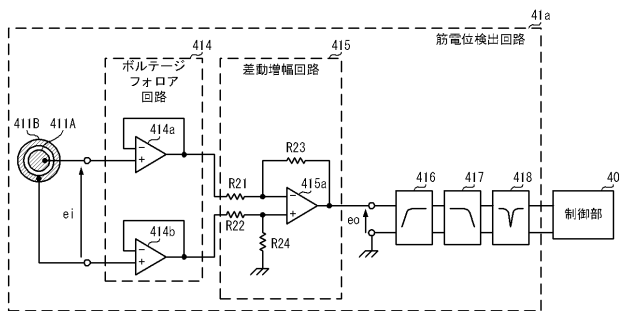 41a
筋電位検出回路
414
415
ボルテージ
フォロア
回路
差動増幅回路
411B
411A
414a
R23
R21
R22
415a
R24
416
417
418
40
制御部
ei
eo
414b
−
+
−
+
−
+